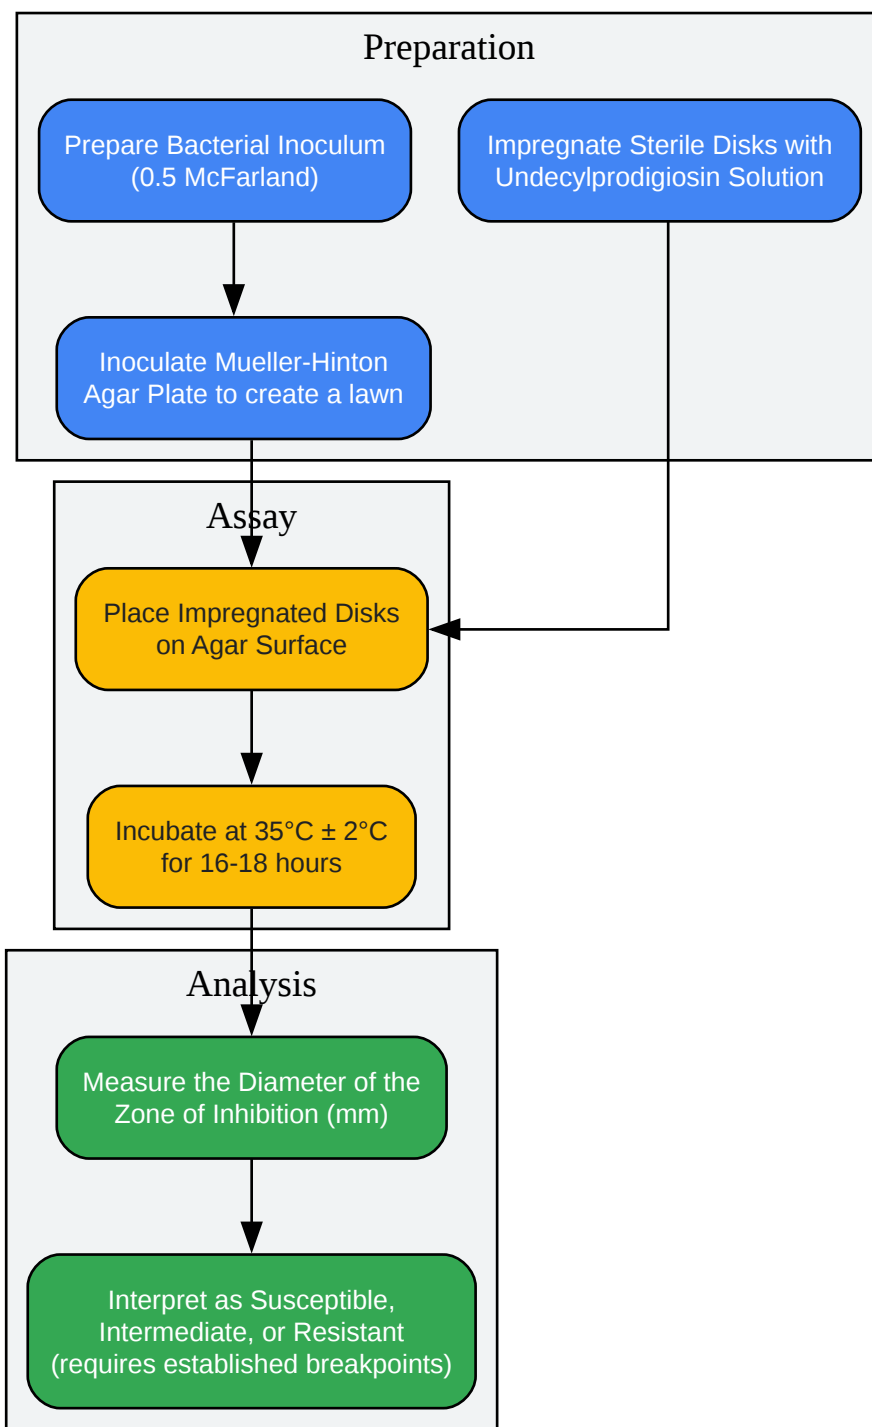 Preparation
Prepare Bacterial Inoculum
(0.5 McFarland)
Impregnate Sterile Disks with
Undecylprodigiosin Solution
Inoculate Mueller-Hinton
Agar Plate to create a lawn
Assay
Place Impregnated Disks
on Agar Surface
Incubate at 35°C ± 2°C
for 16-18 hours
Analysis
Measure the Diameter of the
Zone of Inhibition (mm)
Interpret as Susceptible,
Intermediate, or Resistant
(requires established breakpoints)